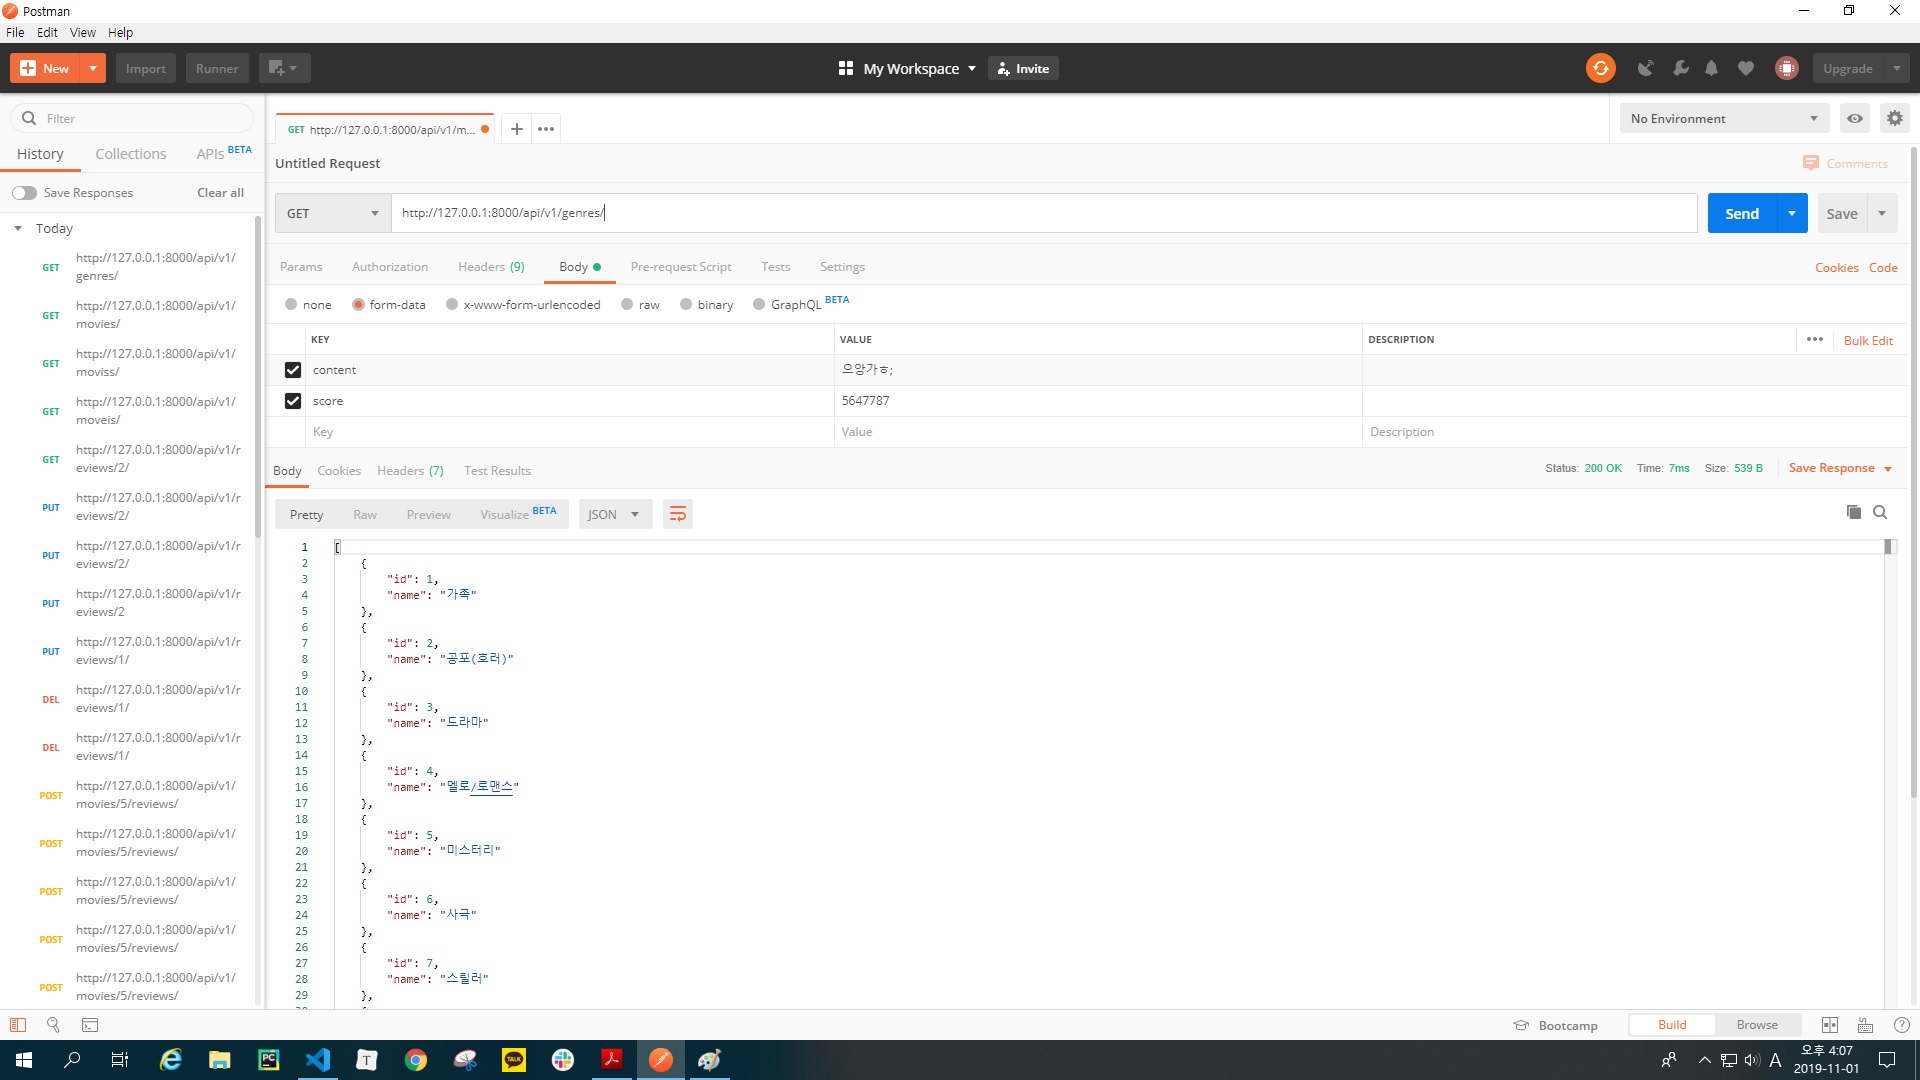 Postman
File Edit View Help
New Import Runner My Workspace Invite Upgrade
Filter
History Collections APIs BETA
Save Responses Clear all
Today
GET http://127.0.0.1:8000/api/v1/
genres/
GET http://127.0.0.1:8000/api/v1/
movies/
GET http://127.0.0.1:8000/api/v1/
moviss/
GET http://127.0.0.1:8000/api/v1/
moveis/
GET http://127.0.0.1:8000/api/v1/r
eviews/2/
PUT http://127.0.0.1:8000/api/v1/r
eviews/2/
PUT http://127.0.0.1:8000/api/v1/r
eviews/2/
PUT http://127.0.0.1:8000/api/v1/r
eviews/2
PUT http://127.0.0.1:8000/api/v1/r
eviews/1/
DEL http://127.0.0.1:8000/api/v1/r
eviews/1/
DEL http://127.0.0.1:8000/api/v1/r
eviews/1/
POST http://127.0.0.1:8000/api/v1/
movies/5/reviews/
POST http://127.0.0.1:8000/api/v1/
movies/5/reviews/
POST http://127.0.0.1:8000/api/v1/
movies/5/reviews/
POST http://127.0.0.1:8000/api/v1/
movies/5/reviews/
POST http://127.0.0.1:8000/api/v1/
movies/5/reviews/
GET http://127.0.0.1:8000/api/v1/m...
No Environment
Untitled Request
Comments
GET http://127.0.0.1:8000/api/v1/genres/
Send Save
Params Authorization Headers (9) Body Pre-request Script Tests Settings Cookies Code
none form-data x-www-form-urlencoded raw binary GraphQL BETA
KEY VALUE DESCRIPTION Bulk Edit
content 으앙가ㅎ;
score 5647787
Key Value Description
Body Cookies Headers (7) Test Results Status: 200 OK Time: 7ms Size: 539 B Save Response
Pretty Raw Preview Visualize BETA JSON
1 [
2 {
3 "id": 1,
4 "name": "가족"
5 },
6 {
7 "id": 2,
8 "name": "공포(호러)"
9 },
10 {
11 "id": 3,
12 "name": "드라마"
13 },
14 {
15 "id": 4,
16 "name": "멜로/로맨스"
17 },
18 {
19 "id": 5,
20 "name": "미스터리"
21 },
22 {
23 "id": 6,
24 "name": "사극"
25 },
26 {
27 "id": 7,
28 "name": "스릴러"
29 },
Bootcamp Build Browse
PC T TALK A 오후 4:07
2019-11-01